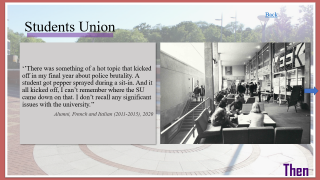 Back
Students Union
‘‘There was something of a hot topic that kicked
off in my final year about police brutality. A
student got pepper sprayed during a sit-in. And it
all kicked off, I can’t remember where the SU
came down on that. I don’t recall any significant
issues with the university.’’
Alumni, French and Italian (2011-2015), 2020
Then